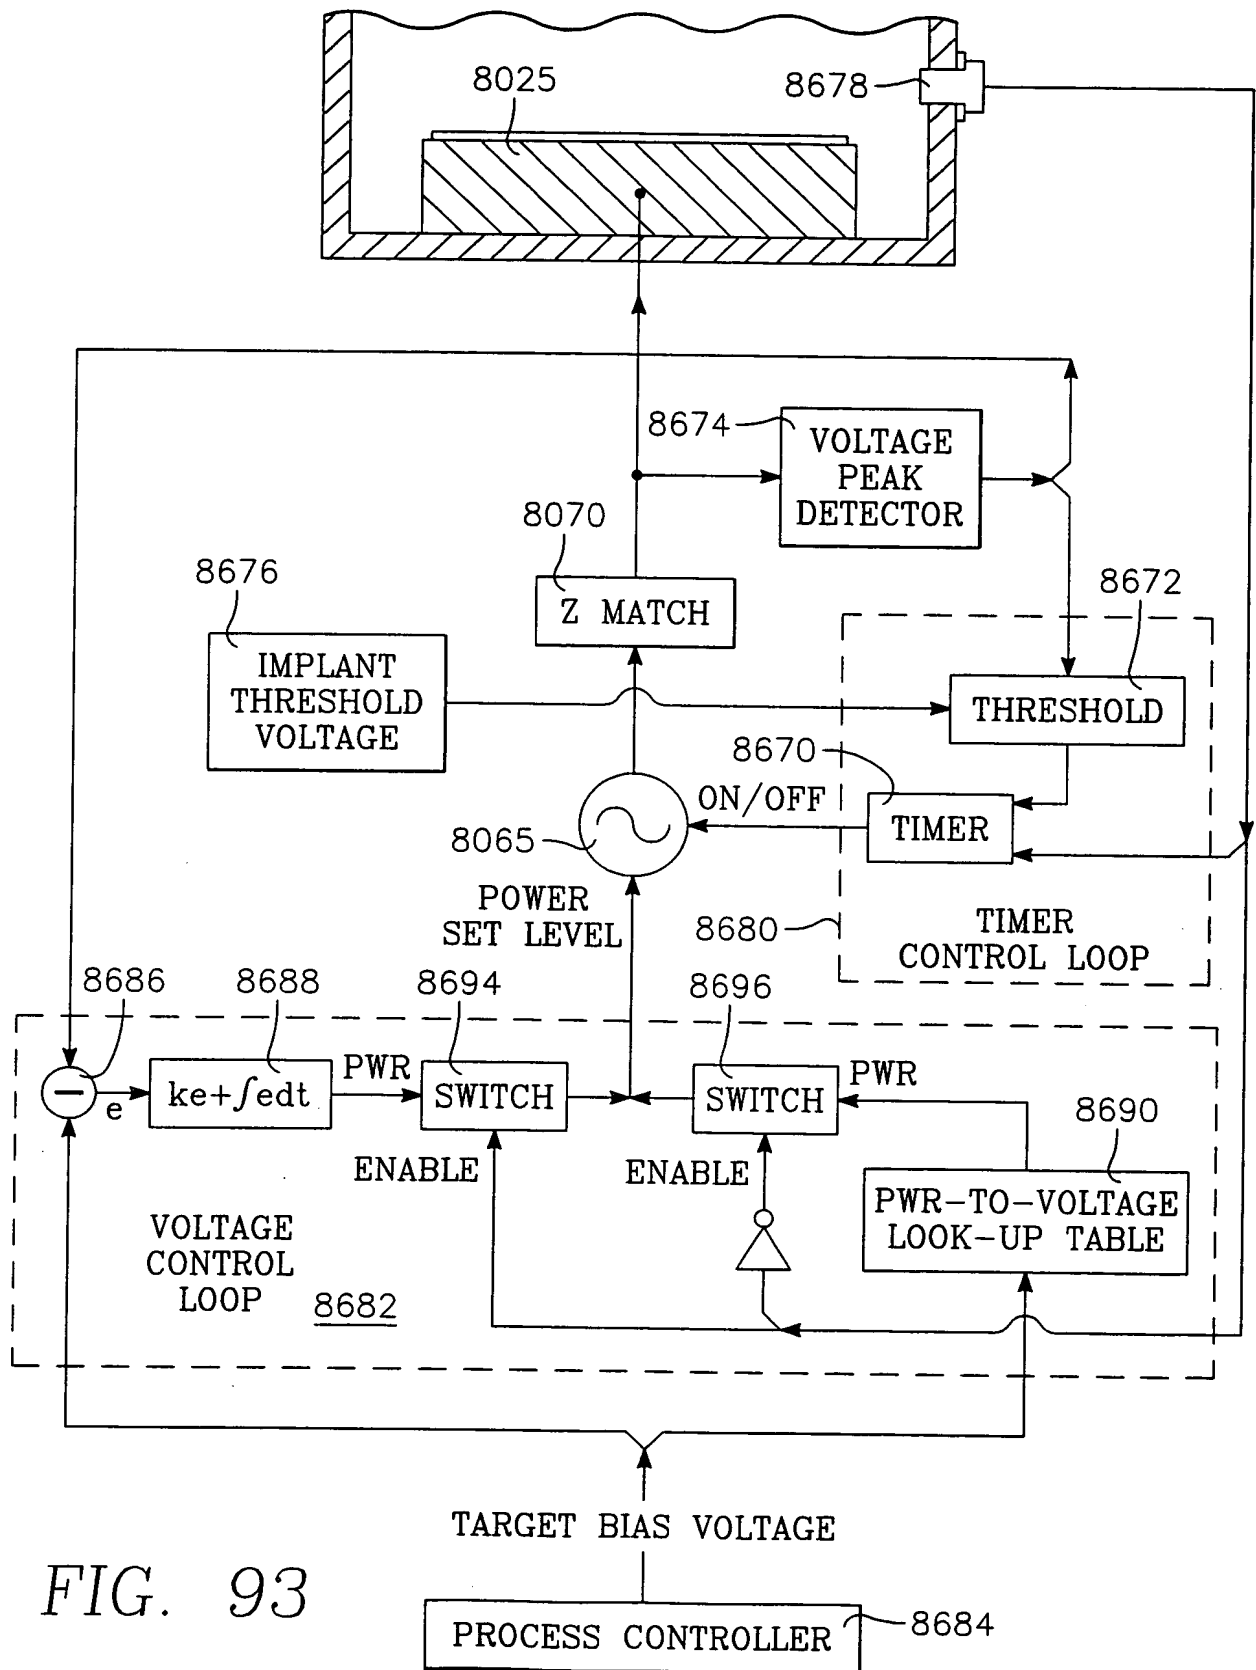 8025
8678
8674
VOLTAGE
PEAK
DETECTOR
8070
Z MATCH
8676
IMPLANT
THRESHOLD
VOLTAGE
8672
THRESHOLD
8670
TIMER
ON/OFF
8065
POWER
SET LEVEL
8680
TIMER
CONTROL LOOP
8686
8688
8694
8696
−
e
ke+∫edt
PWR
SWITCH
SWITCH
PWR
8690
ENABLE
ENABLE
PWR-TO-VOLTAGE
LOOK-UP TABLE
VOLTAGE
CONTROL
LOOP
8682
TARGET BIAS VOLTAGE
FIG. 93
PROCESS CONTROLLER
8684